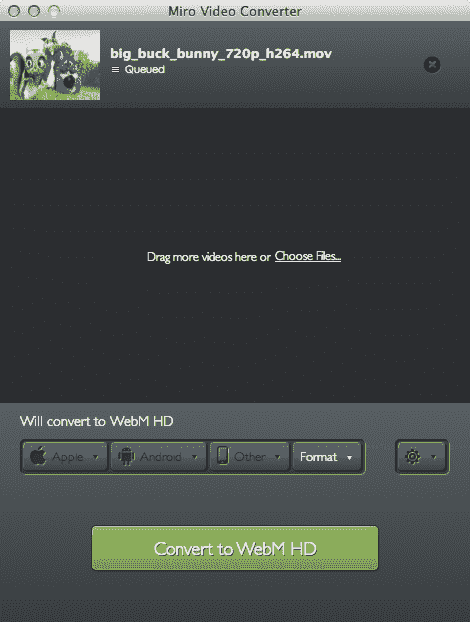 Miro Video Converter
big_buck_bunny_720p_h264.mov
Queued
Drag more videos here or Choose Files...
Will convert to WebM HD
Apple Android Other Format
Convert to WebM HD